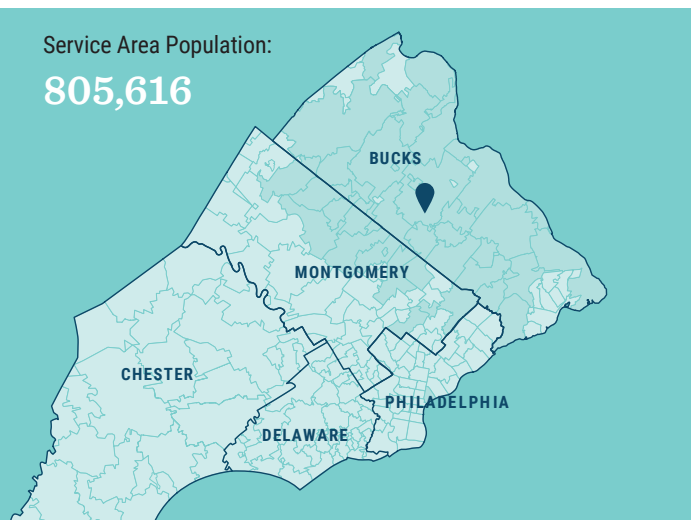 Service Area Population:
805,616
BUCKS
MONTGOMERY
CHESTER
PHILADELPHIA
DELAWARE